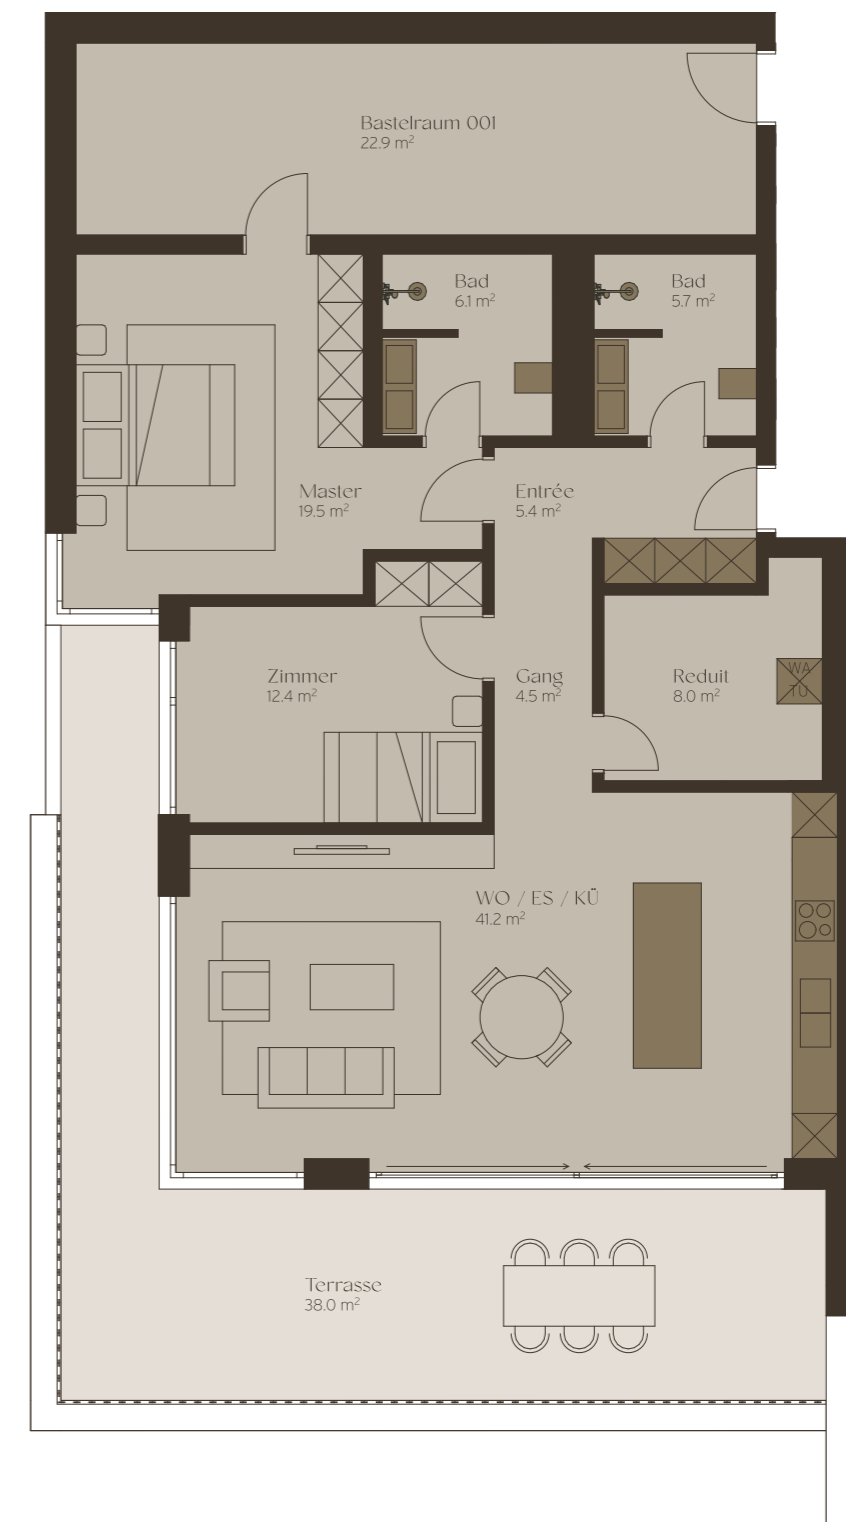 Bastelraum 001
22.9 m²
Bad
6.1 m²
Bad
5.7 m²
Master
19.5 m²
Entrée
5.4 m²
Zimmer
12.4 m²
Gang
4.5 m²
Reduit
8.0 m²
WA
TU
WO / ES / KÜ
41.2 m²
Terrasse
38.0 m²